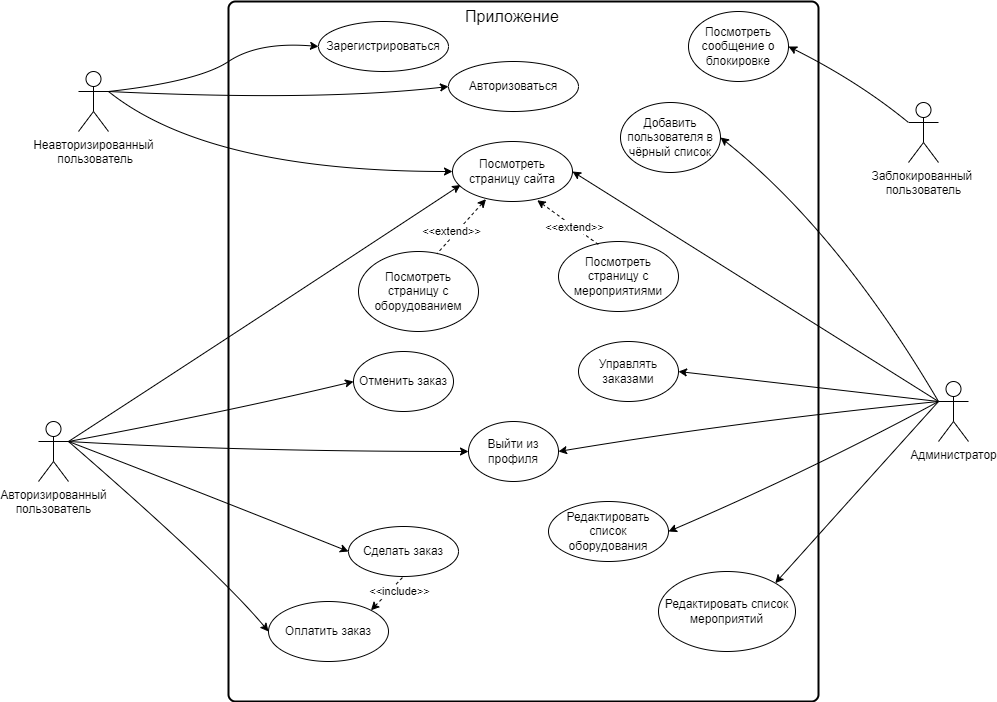 Приложение
Зарегистрироваться
Посмотреть
сообщение о
блокировке
Авторизоваться
Неавторизированный
пользователь
Добавить
пользователя в
чёрный список
Заблокированный
пользователь
Посмотреть
страницу сайта
<<extend>>
<<extend>>
Посмотреть
страницу с
оборудованием
Посмотреть
страницу с
мероприятиями
Отменить заказ
Управлять
заказами
Выйти из
профиля
Администратор
Авторизированный
пользователь
Редактировать
список
оборудования
Сделать заказ
<<include>>
Оплатить заказ
Редактировать список
мероприятий